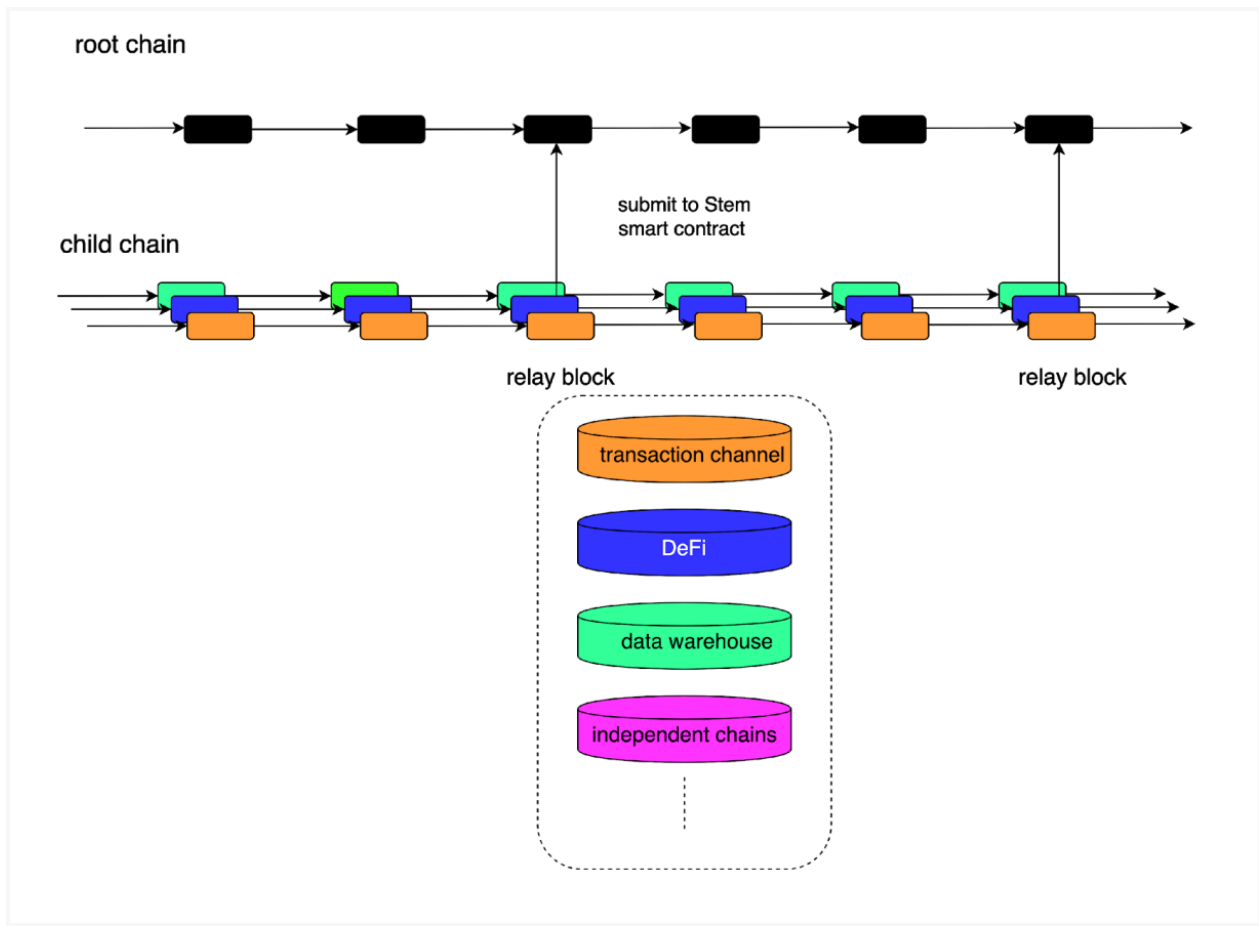 root chain
submit to Stem
smart contract
child chain
relay block
relay block
transaction channel
DeFi
data warehouse
independent chains